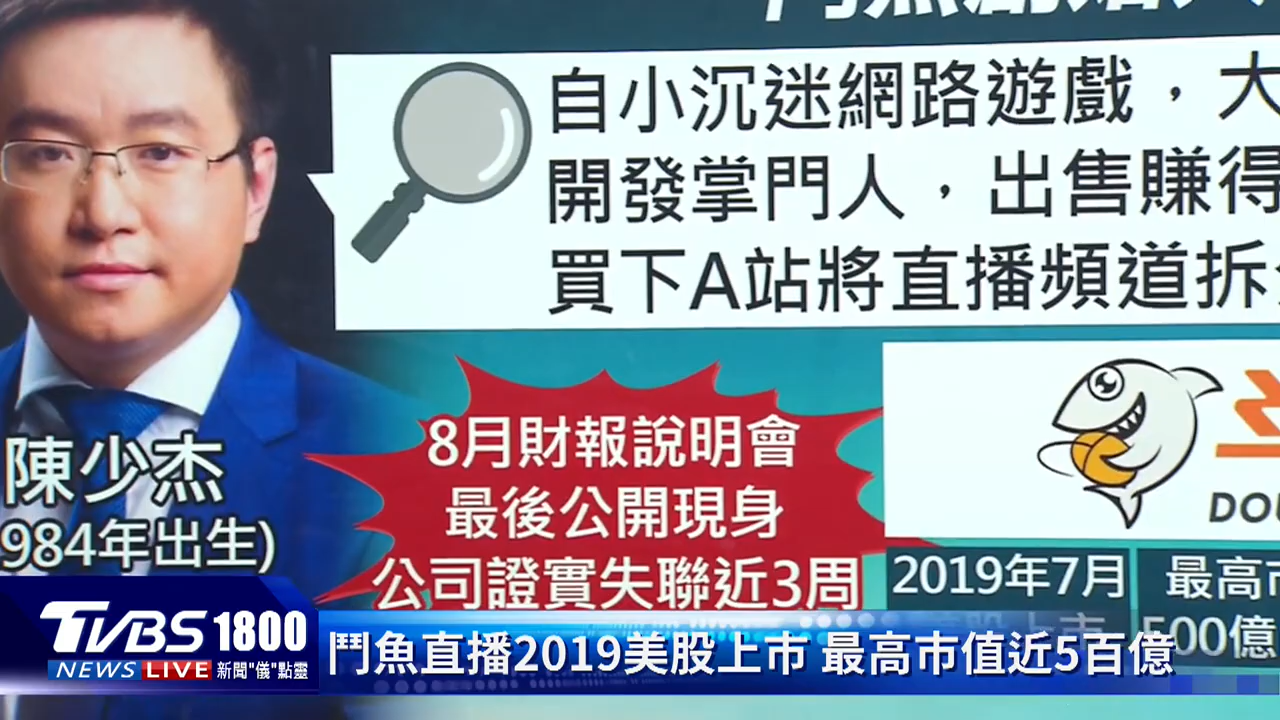 自小沉迷網路遊戲，大
開發掌門人，出售賺得
買下A站將直播頻道拆
8月財報說明會
最後公開現身
公司證實失聯近3周
陳少杰
984年出生)
DOU
2019年7月
最高市
股上市
500億
TVBS 1800
NEWS LIVE 新聞"儀"點靈
鬥魚直播2019美股上市 最高市值近5百億